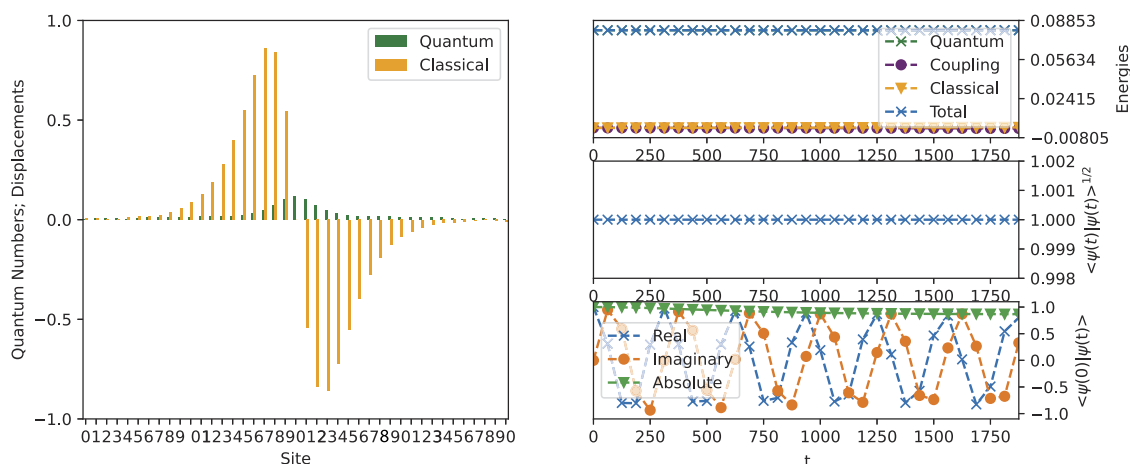 1.0
0.5
0.0
−0.5
−1.0
Quantum Numbers; Displacements
Quantum
Classical
0123456789 01234567890123456789001234567890
Site
0.08853
0.05634
0.02415
−0.00805
Energies
Quantum
Coupling
Classical
Total
0 250 500 750 1000 1250 1500 1750
1.002
1.001
1.000
0.999
0.998
<ψ(t)|ψ(t)>^1/2
0 250 500 750 1000 1250 1500 1750
1.0
0.5
0.0
−0.5
−1.0
<ψ(0)|ψ(t)>
Real
Imaginary
Absolute
0 250 500 750 1000 1250 1500 1750
t